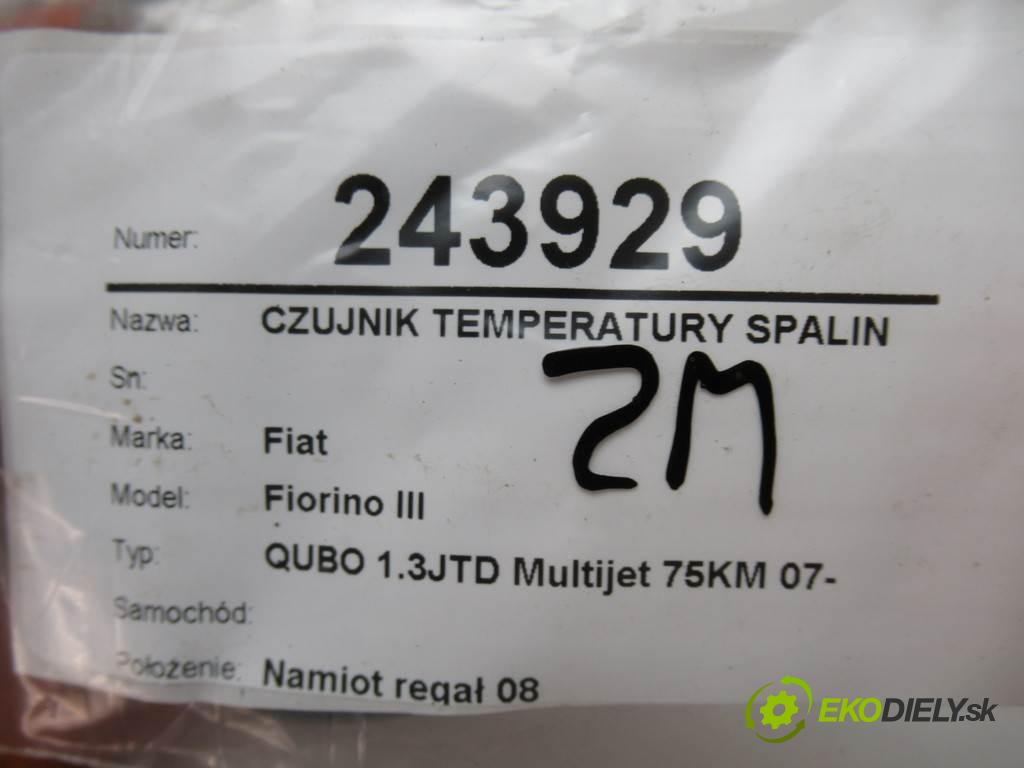 Numer: 243929
Nazwa: CZUJNIK TEMPERATURY SPALIN
Sn:
ZM
Marka: Fiat
Model: Fiorino III
Typ: QUBO 1.3JTD Multijet 75KM 07-
Samochód:
Położenie: Namiot regał 08
EKODIELY.sk